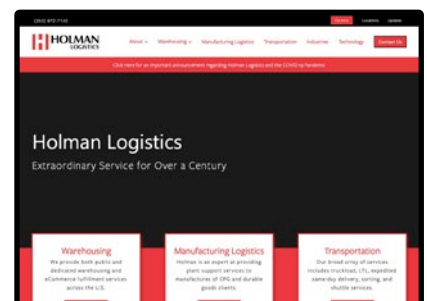 Careers Locations Updates
HOLMAN
LOGISTICS
About Warehousing Manufacturing Logistics Transportation Industries Technology Contact Us
Click Here for an important announcement regarding Holman Logistics and the COVID-19 Pandemic
Holman Logistics
Extraordinary Service for Over a Century
Warehousing
We provide both public and
dedicated warehousing and
eCommerce fulfillment services
across the U.S.
Manufacturing Logistics
Holman is an expert at providing
plant support services to
manufactures of CPG and durable
goods clients.
Transportation
Our broad array of services
includes truckload, LTL, expedited
same-day delivery, sorting, and
shuttle services.